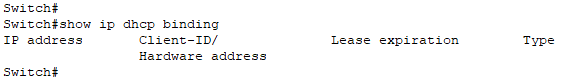 Switch#
Switch#show ip dhcp binding
IP address       Client-ID/              Lease expiration        Type
                 Hardware address
Switch#